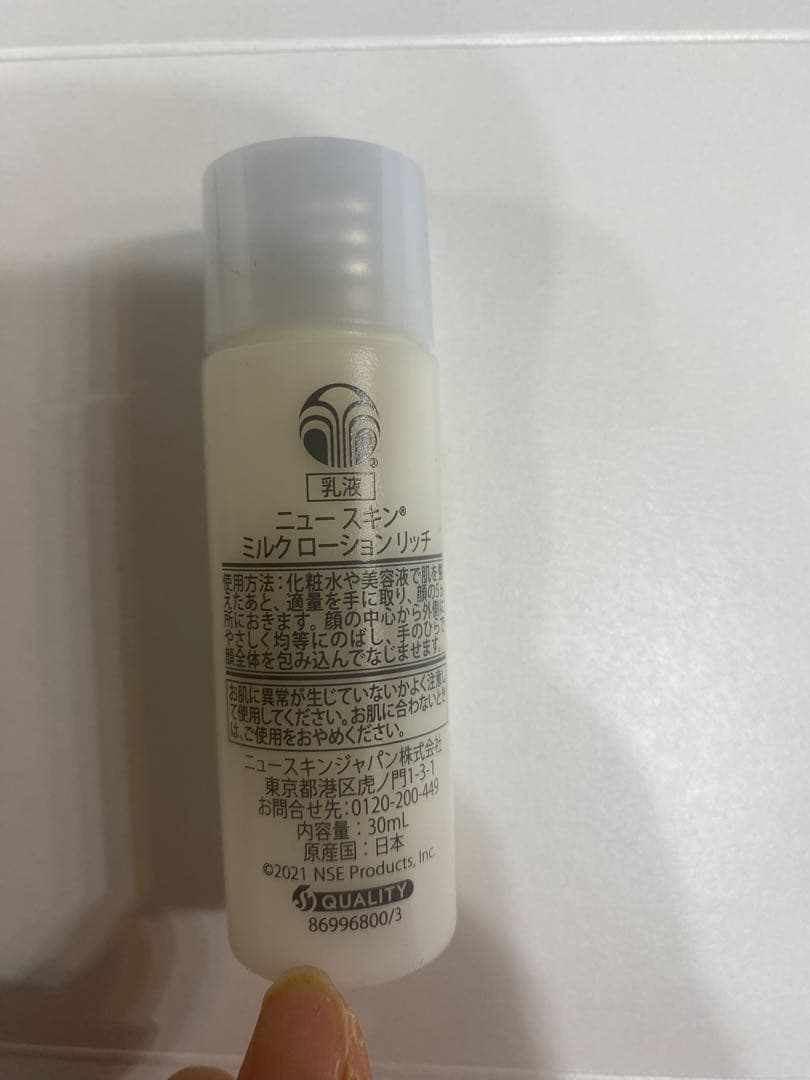 ®
乳液
ニュー スキン®
ミルク ローション リッチ
使用方法：化粧水や美容液で肌を整
えたあと、適量を手に取り、顔の5ヵ
所におきます。顔の中心から外側に
やさしく均等にのばし、手のひらで
顔全体を包み込んでなじませます。
お肌に異常が生じていないかよく注意し
て使用してください。お肌に合わないとき
は、ご使用をおやめください。
ニュースキンジャパン株式会社
東京都港区虎ノ門1-3-1
お問合せ先：0120-200-449
内容量：30mL
原産国：日本
©2021 NSE Products, Inc.
QUALITY
86996800/3